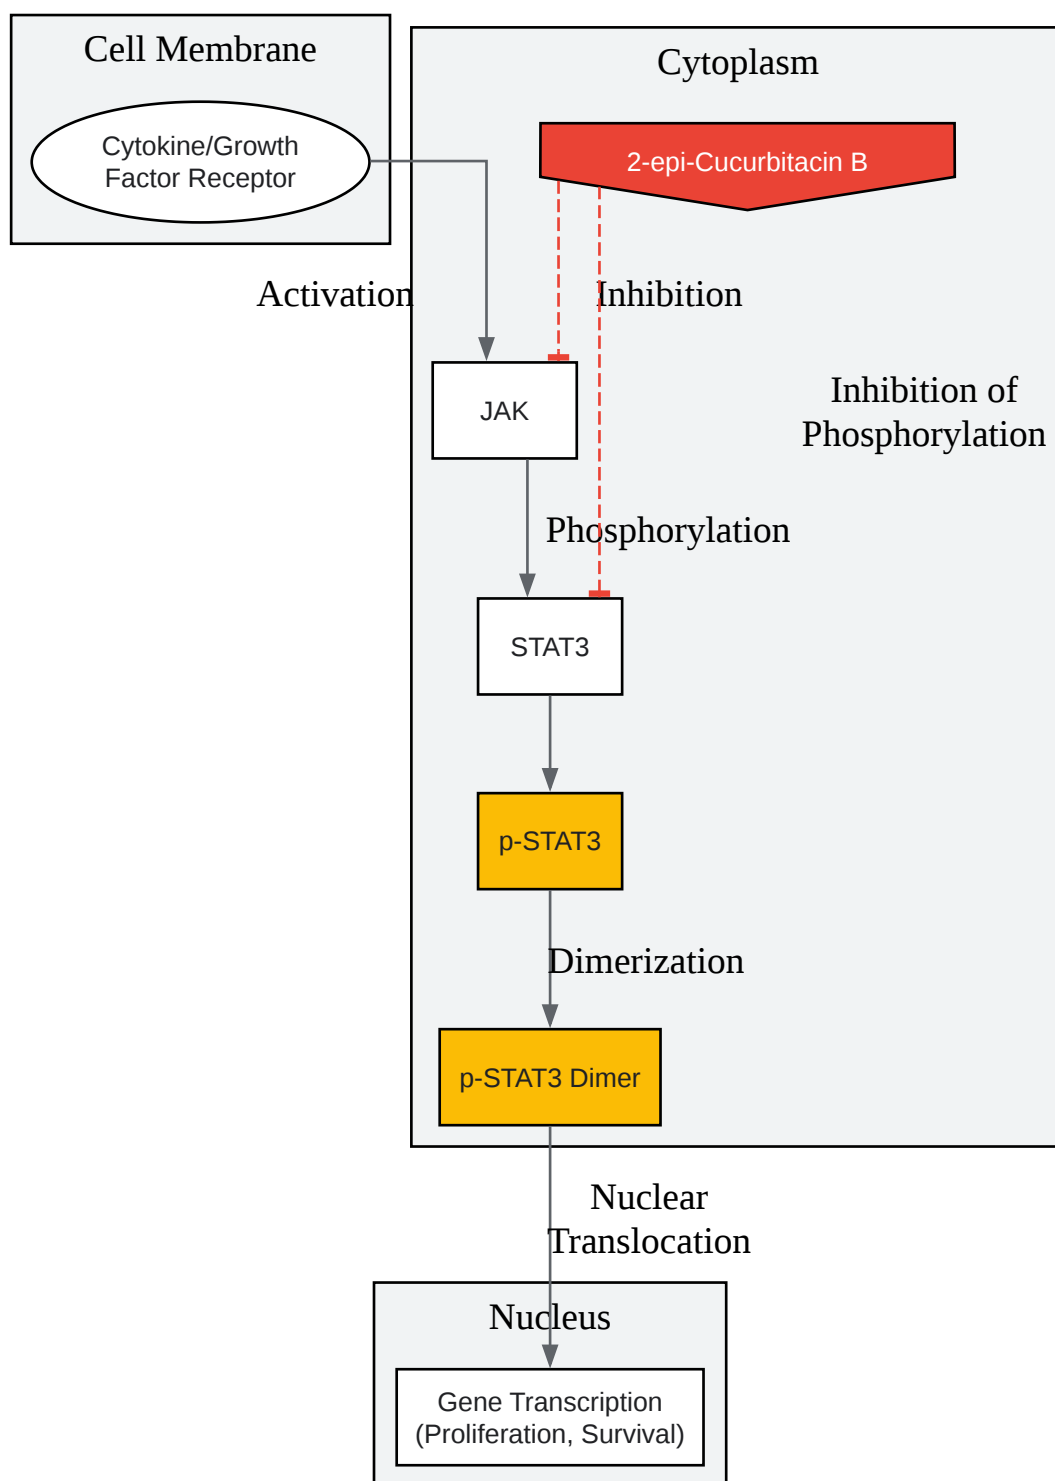 Cell Membrane
Cytoplasm
Cytokine/Growth
Factor Receptor
2-epi-Cucurbitacin B
Activation
Inhibition
Inhibition of
Phosphorylation
JAK
Phosphorylation
STAT3
p-STAT3
Dimerization
p-STAT3 Dimer
Nuclear
Translocation
Nucleus
Gene Transcription
(Proliferation, Survival)